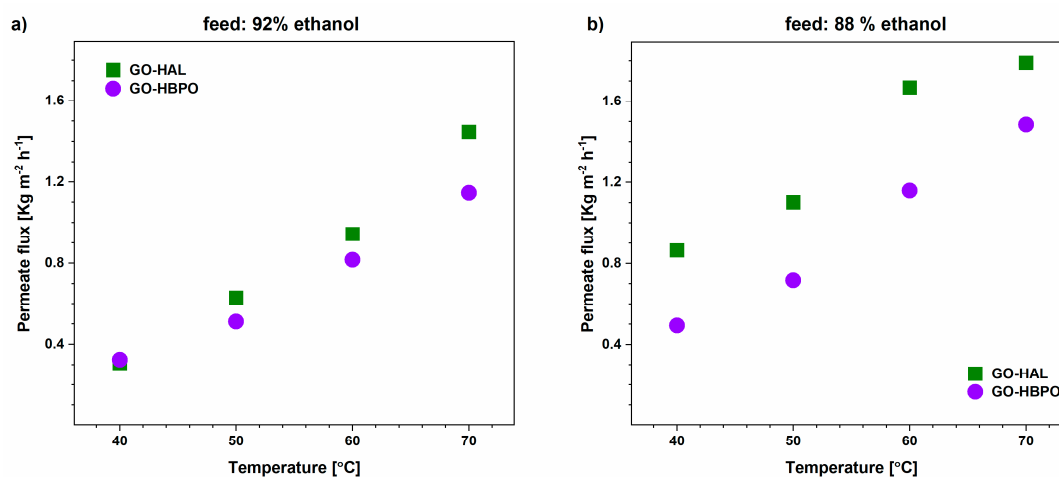 a)
feed: 92% ethanol
GO-HAL
GO-HBPO
Permeate flux [Kg m-2 h-1]
1.6
1.2
0.8
0.4
40 50 60 70
Temperature [°C]
b)
feed: 88 % ethanol
Permeate flux [Kg m-2 h-1]
1.6
1.2
0.8
0.4
GO-HAL
GO-HBPO
40 50 60 70
Temperature [°C]